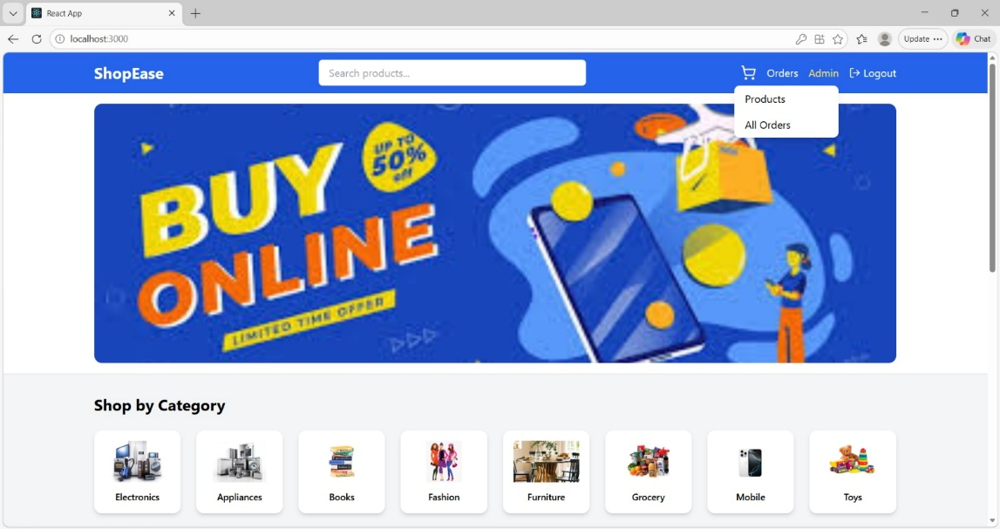 React App
localhost:3000
Update
Chat
ShopEase
Search products...
Orders
Admin
Logout
Products
All Orders
BUY
ONLINE
UP TO
50%
off
LIMITED TIME OFFER
Shop by Category
Electronics
Appliances
Books
Fashion
Furniture
Grocery
Mobile
Toys